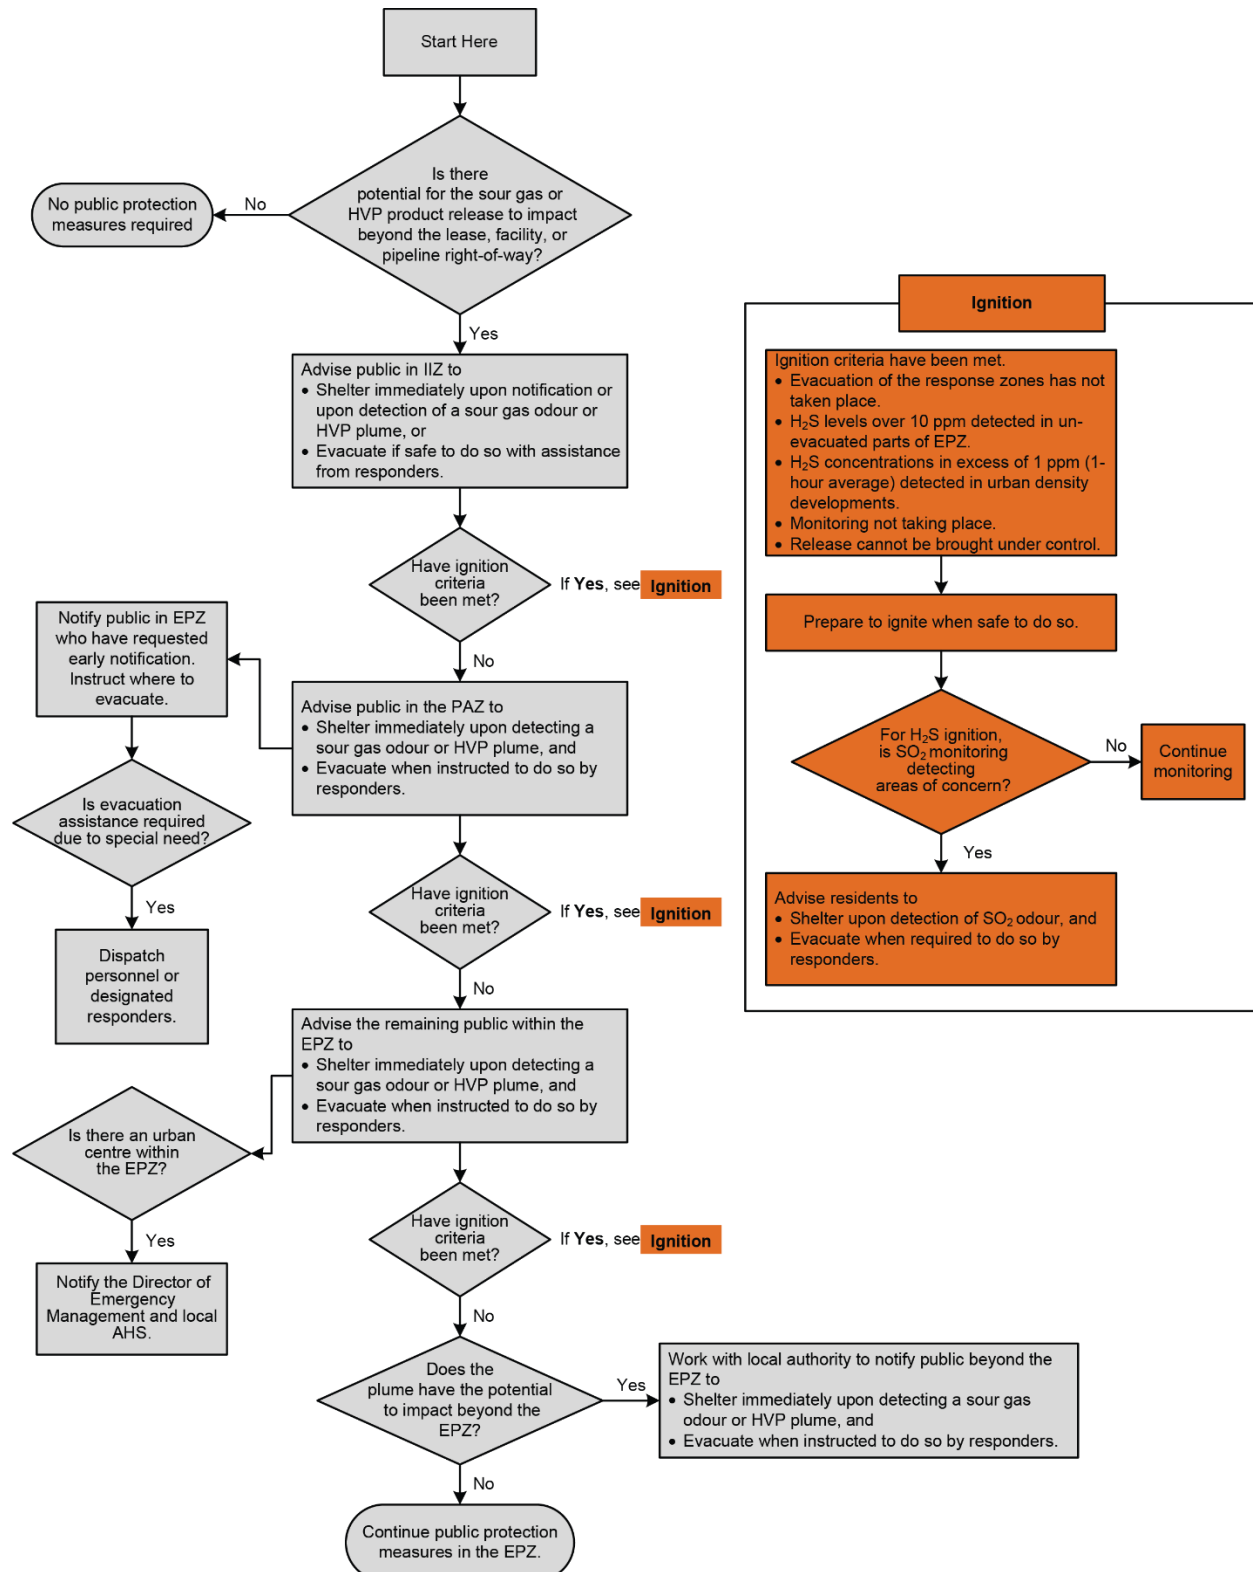 Start Here
Is there
potential for the sour gas or
HVP product release to impact
beyond the lease, facility, or
pipeline right-of-way?
No
No public protection
measures required
Yes
Advise public in IIZ to
• Shelter immediately upon notification or
upon detection of a sour gas odour or
HVP plume, or
• Evacuate if safe to do so with assistance
from responders.
Have ignition
criteria
been met?
If Yes, see Ignition
No
Advise public in the PAZ to
• Shelter immediately upon detecting a
sour gas odour or HVP plume, and
• Evacuate when instructed to do so by
responders.
Notify public in EPZ
who have requested
early notification.
Instruct where to
evacuate.
Is evacuation
assistance required
due to special need?
Yes
Dispatch
personnel or
designated
responders.
Have ignition
criteria
been met?
If Yes, see Ignition
No
Advise the remaining public within the
EPZ to
• Shelter immediately upon detecting a
sour gas odour or HVP plume, and
• Evacuate when instructed to do so by
responders.
Is there an urban
centre within
the EPZ?
Yes
Notify the Director of
Emergency
Management and local
AHS.
Have ignition
criteria
been met?
If Yes, see Ignition
No
Does the
plume have the potential
to impact beyond the
EPZ?
Yes
Work with local authority to notify public beyond the
EPZ to
• Shelter immediately upon detecting a sour gas
odour or HVP plume, and
• Evacuate when instructed to do so by responders.
No
Continue public protection
measures in the EPZ.
Ignition
Ignition criteria have been met.
• Evacuation of the response zones has not
taken place.
• H₂S levels over 10 ppm detected in un-
evacuated parts of EPZ.
• H₂S concentrations in excess of 1 ppm (1-
hour average) detected in urban density
developments.
• Monitoring not taking place.
• Release cannot be brought under control.
Prepare to ignite when safe to do so.
For H₂S ignition,
is SO₂ monitoring
detecting
areas of concern?
No
Continue
monitoring
Yes
Advise residents to
• Shelter upon detection of SO₂ odour, and
• Evacuate when required to do so by
responders.